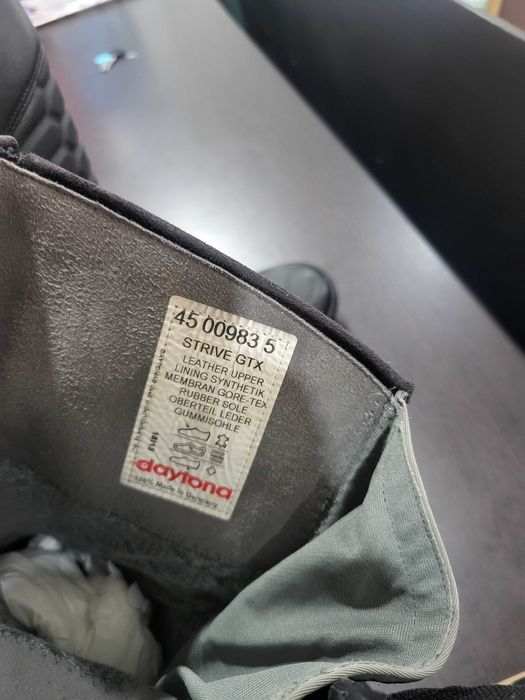 45 00983 5
STRIVE GTX
LEATHER UPPER
LINING SYNTHETIK
MEMBRAN GORE-TEX
RUBBER SOLE
OBERTEIL LEDER
GUMMISOHLE
daytona
100% Made in Germany